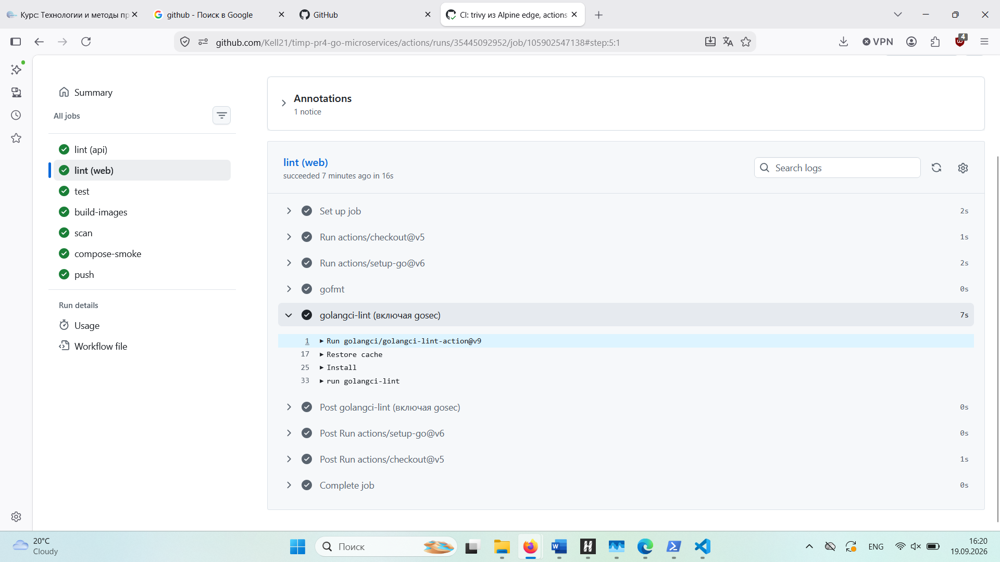 Курс: Технологии и методы пр
github - Поиск в Google
GitHub
CI: trivy из Alpine edge, actions
github.com/Kell21/timp-pr4-go-microservices/actions/runs/35445092952/job/105902547138#step:5:1
VPN
4
Summary
All jobs
lint (api)
lint (web)
test
build-images
scan
compose-smoke
push
Run details
Usage
Workflow file
Annotations
1 notice
lint (web)
succeeded 7 minutes ago in 16s
Search logs
Set up job 2s
Run actions/checkout@v5 1s
Run actions/setup-go@v6 2s
gofmt 0s
golangci-lint (включая gosec) 7s
1 Run golangci/golangci-lint-action@v9
17 Restore cache
25 Install
33 run golangci-lint
Post golangci-lint (включая gosec) 0s
Post Run actions/setup-go@v6 0s
Post Run actions/checkout@v5 1s
Complete job 0s
20°C
Cloudy
Поиск
ENG
16:20
19.09.2026